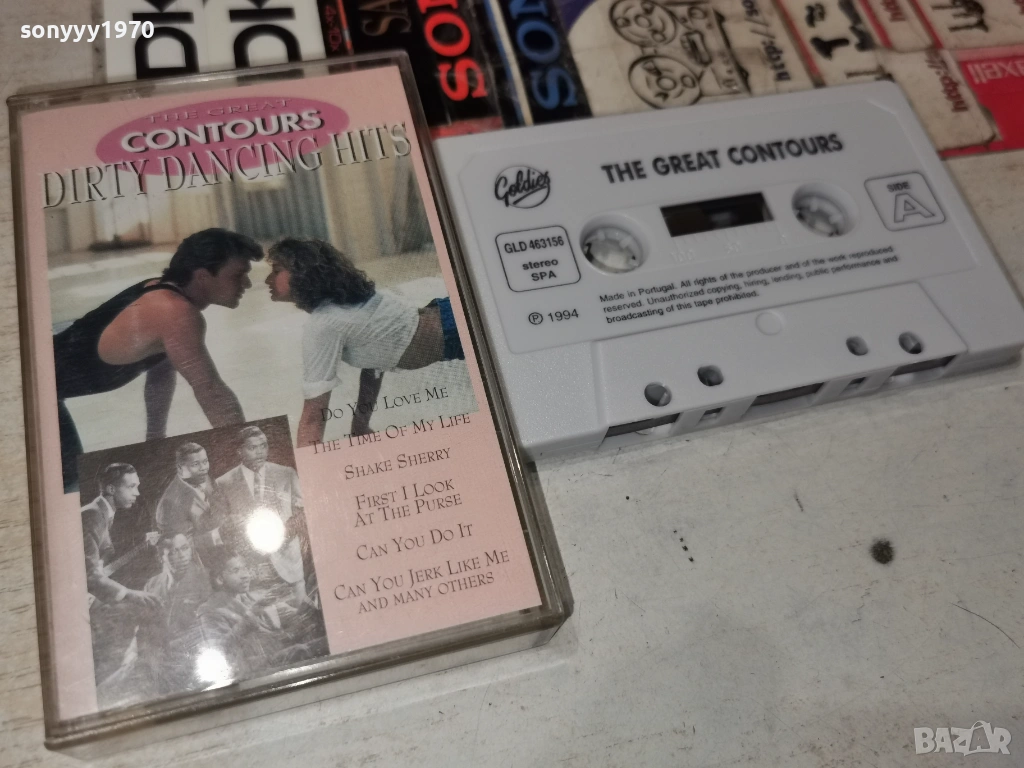 sonyyy1970
THE GREAT
CONTOURS
DIRTY DANCING HITS
DO YOU LOVE ME
THE TIME OF MY LIFE
SHAKE SHERRY
FIRST I LOOK
AT THE PURSE
CAN YOU DO IT
CAN YOU JERK LIKE ME
AND MANY OTHERS
Goldies
THE GREAT CONTOURS
SIDE
A
GLD 463156
stereo
SPA
℗ 1994
Made in Portugal. All rights of the producer and of the work reproduced
reserved. Unauthorized copying, hiring, lending, public performance and
broadcasting of this tape prohibited.
maxell
BAZAR